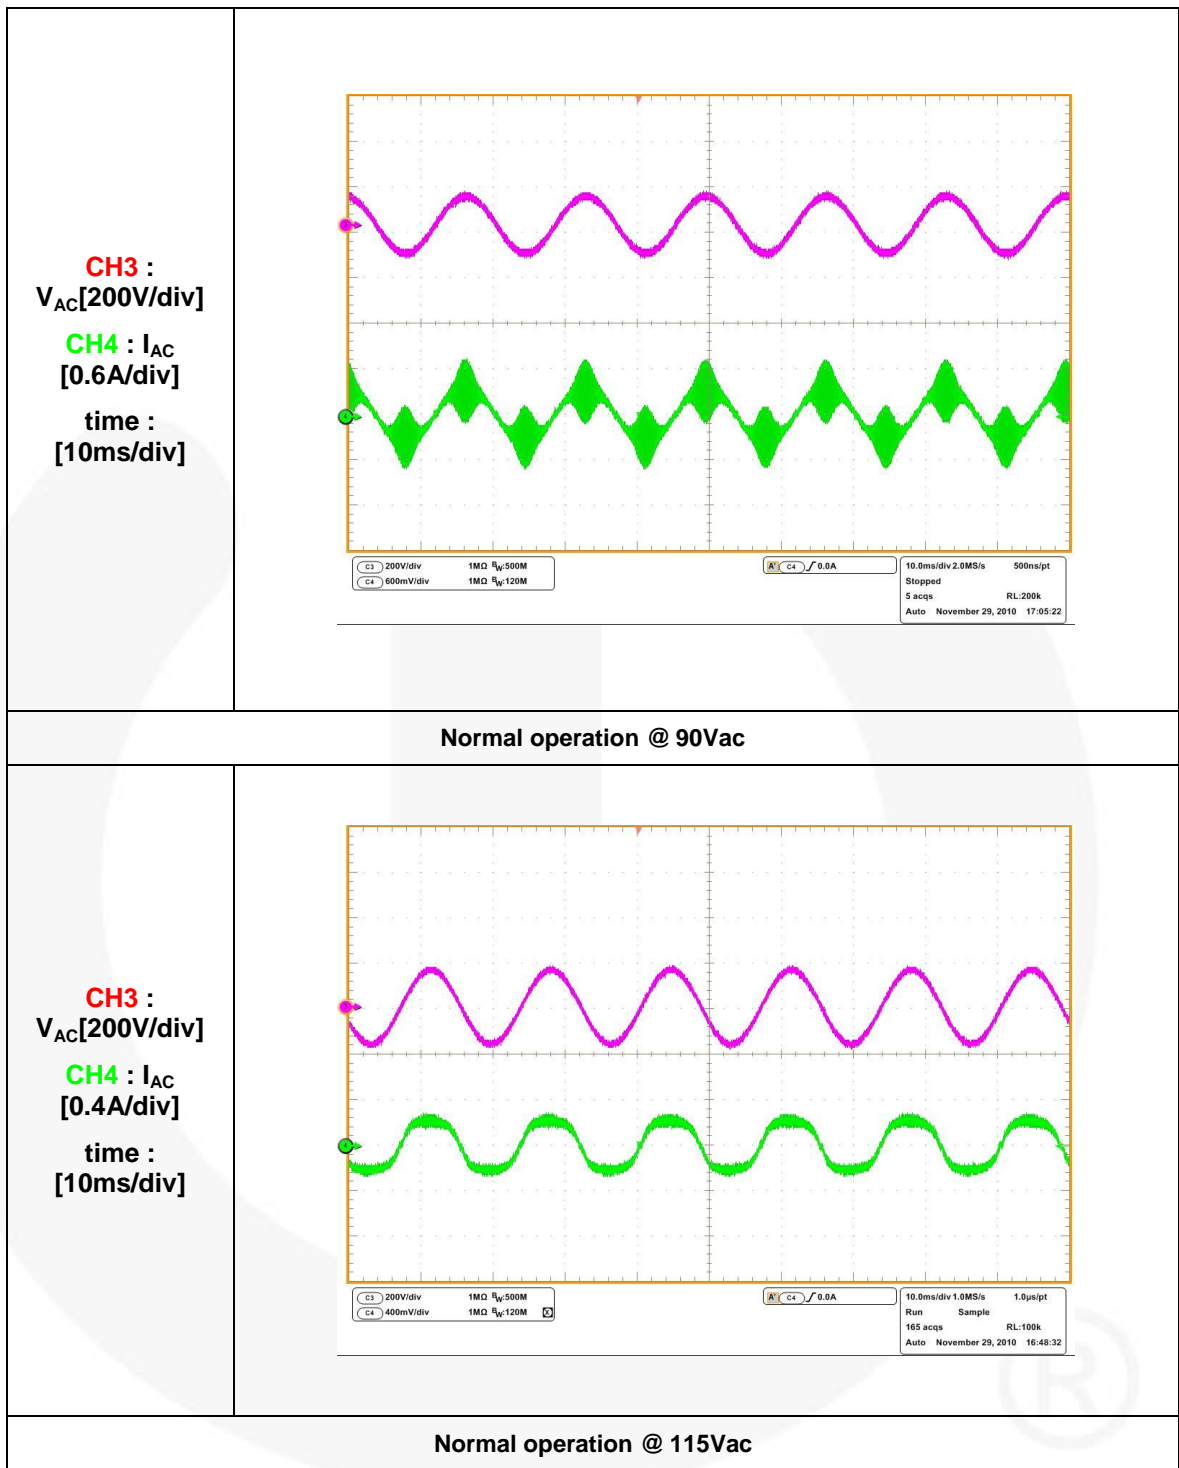 CH3 :
VAC[200V/div]
CH4 : IAC
[0.6A/div]
time :
[10ms/div]
3
4
C3 200V/div 1MΩ BW:500M
C4 600mV/div 1MΩ BW:120M
A' C4 ∫ 0.0A
10.0ms/div 2.0MS/s 500ns/pt
Stopped
5 acqs RL:200k
Auto November 29, 2010 17:05:22
Normal operation @ 90Vac
CH3 :
VAC[200V/div]
CH4 : IAC
[0.4A/div]
time :
[10ms/div]
3
4
C3 200V/div 1MΩ BW:500M
C4 400mV/div 1MΩ BW:120M X
A' C4 ∫ 0.0A
10.0ms/div 1.0MS/s 1.0µs/pt
Run Sample
165 acqs RL:100k
Auto November 29, 2010 16:48:32
®
Normal operation @ 115Vac